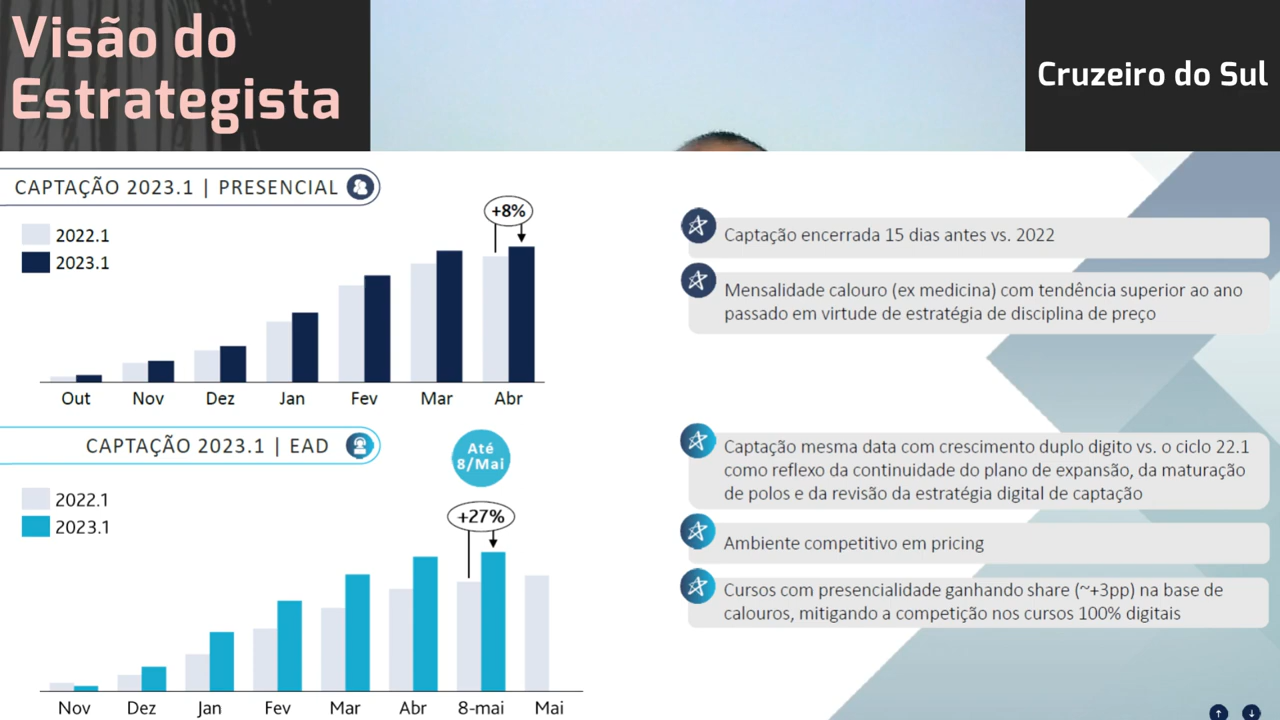 Visão do
Estrategista
Cruzeiro do Sul
CAPTAÇÃO 2023.1 | PRESENCIAL
2022.1
2023.1
+8%
Out Nov Dez Jan Fev Mar Abr
Captação encerrada 15 dias antes vs. 2022
Mensalidade calouro (ex medicina) com tendência superior ao ano
passado em virtude de estratégia de disciplina de preço
CAPTAÇÃO 2023.1 | EAD
Até
8/Mai
2022.1
2023.1
+27%
Nov Dez Jan Fev Mar Abr 8-mai Mai
Captação mesma data com crescimento duplo digito vs. o ciclo 22.1
como reflexo da continuidade do plano de expansão, da maturação
de polos e da revisão da estratégia digital de captação
Ambiente competitivo em pricing
Cursos com presencialidade ganhando share (~+3pp) na base de
calouros, mitigando a competição nos cursos 100% digitais